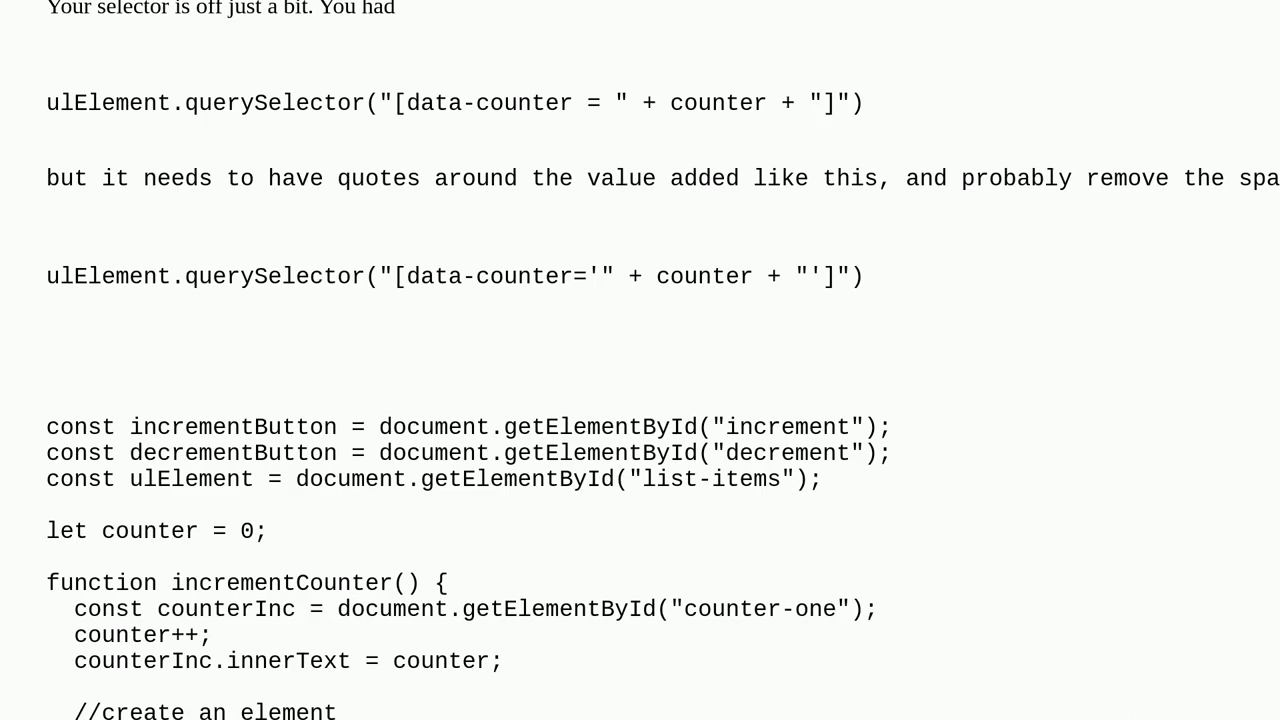 Your selector is off just a bit. You had
ulElement.querySelector("[data-counter = " + counter + "]")
but it needs to have quotes around the value added like this, and probably remove the spa
ulElement.querySelector("[data-counter='" + counter + "']")
const incrementButton = document.getElementById("increment");
const decrementButton = document.getElementById("decrement");
const ulElement = document.getElementById("list-items");
let counter = 0;
function incrementCounter() {
  const counterInc = document.getElementById("counter-one");
  counter++;
  counterInc.innerText = counter;
  //create an element